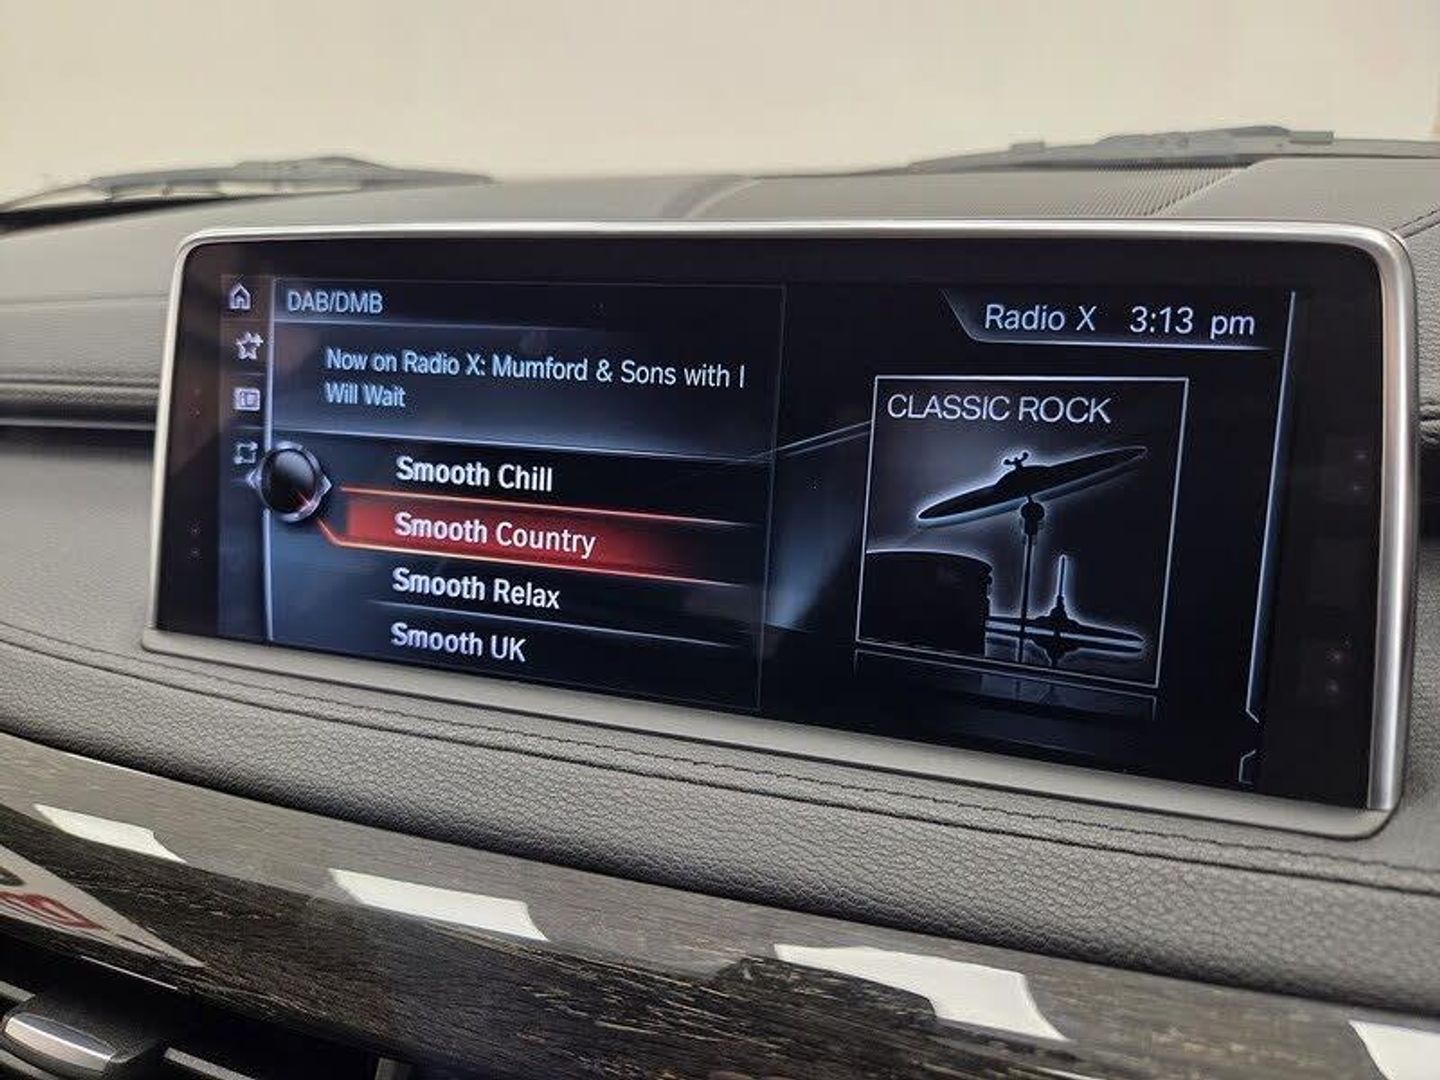 DAB/DMB
Radio X 3:13 pm
Now on Radio X: Mumford & Sons with I
Will Wait
CLASSIC ROCK
Smooth Chill
Smooth Country
Smooth Relax
Smooth UK